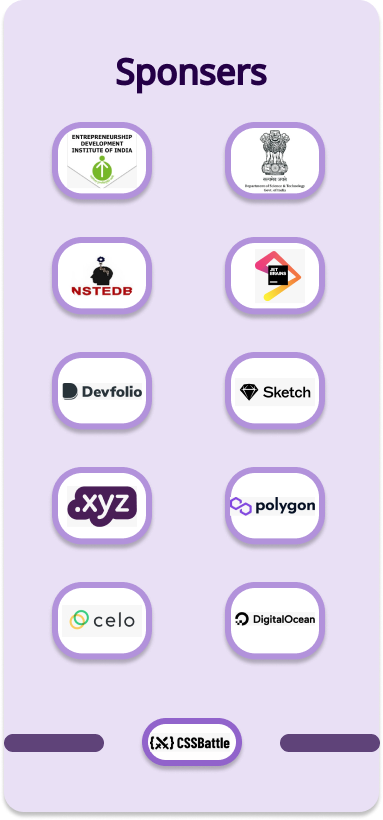 Sponsers
ENTREPRENEURSHIP
DEVELOPMENT
INSTITUTE OF INDIA
सत्यमेव जयते
Department of Science & Technology
Govt. of India
NSTEDB
JET
BRAINS
Devfolio
Sketch
.xyz
polygon
celo
DigitalOcean
{X} CSSBattle